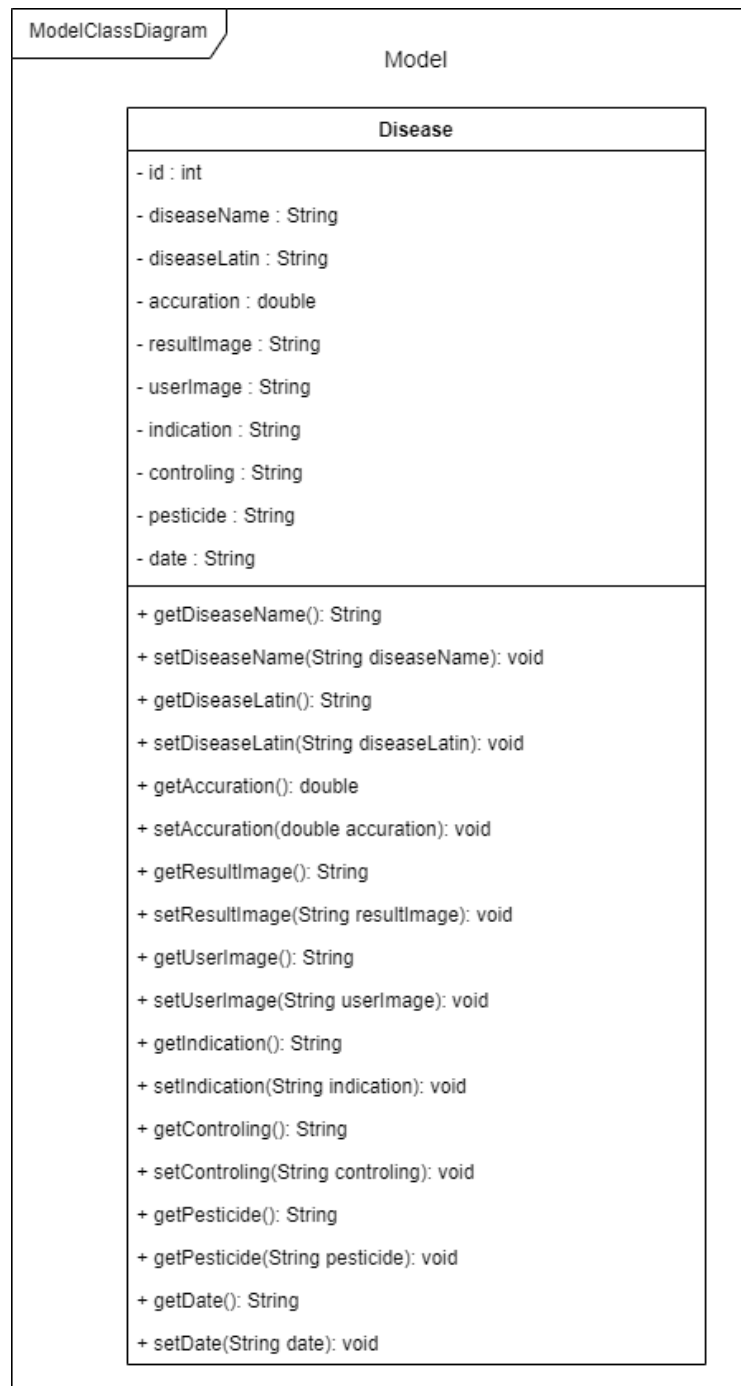 ModelClassDiagram
Model
Disease
- id : int
- diseaseName : String
- diseaseLatin : String
- accuration : double
- resultImage : String
- userImage : String
- indication : String
- controling : String
- pesticide : String
- date : String
+ getDiseaseName(): String
+ setDiseaseName(String diseaseName): void
+ getDiseaseLatin(): String
+ setDiseaseLatin(String diseaseLatin): void
+ getAccuration(): double
+ setAccuration(double accuration): void
+ getResultImage(): String
+ setResultImage(String resultImage): void
+ getUserImage(): String
+ setUserImage(String userImage): void
+ getIndication(): String
+ setIndication(String indication): void
+ getControling(): String
+ setControling(String controling): void
+ getPesticide(): String
+ getPesticide(String pesticide): void
+ getDate(): String
+ setDate(String date): void